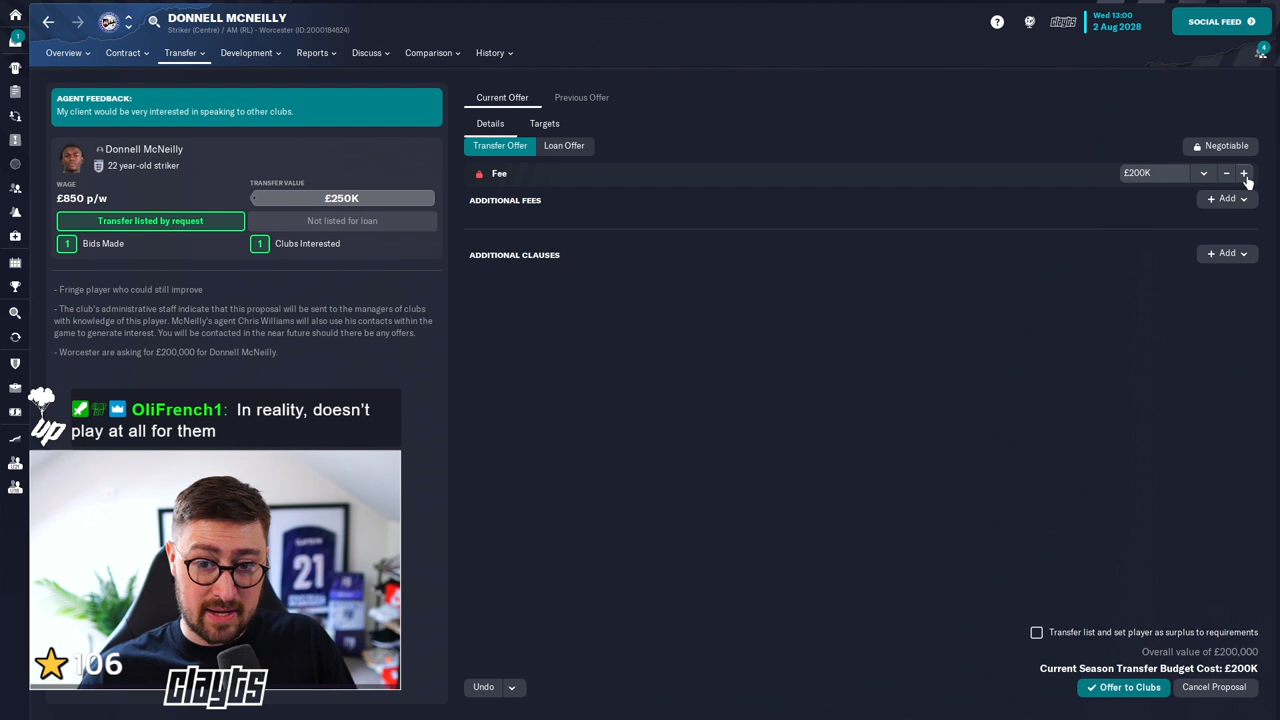 DONNELL MCNEILLY
Striker (Centre) / AM (RL) - Worcester (ID:2000184624)
clayts
Wed 13:00
2 Aug 2028
SOCIAL FEED
1
4
Overview
Contract
Transfer
Development
Reports
Discuss
Comparison
History
AGENT FEEDBACK:
My client would be very interested in speaking to other clubs.
Donnell McNeilly
22 year-old striker
WAGE
£850 p/w
TRANSFER VALUE
£250K
Transfer listed by request
Not listed for loan
1 Bids Made
1 Clubs Interested
- Fringe player who could still improve
- The club's administrative staff indicate that this proposal will be sent to the managers of clubs
with knowledge of this player. McNeilly's agent Chris Williams will also use his contacts within the
game to generate interest. You will be contacted in the near future should there be any offers.
- Worcester are asking for £200,000 for Donnell McNeilly.
Current Offer
Previous Offer
Details
Targets
Transfer Offer
Loan Offer
Negotiable
Fee
£200K
ADDITIONAL FEES
+ Add
ADDITIONAL CLAUSES
+ Add
up
OliFrench1: In reality, doesn't
play at all for them
21
106
clayts
U21
U18
Transfer list and set player as surplus to requirements
Overall value of £200,000
Current Season Transfer Budget Cost: £200K
Undo
Offer to Clubs
Cancel Proposal